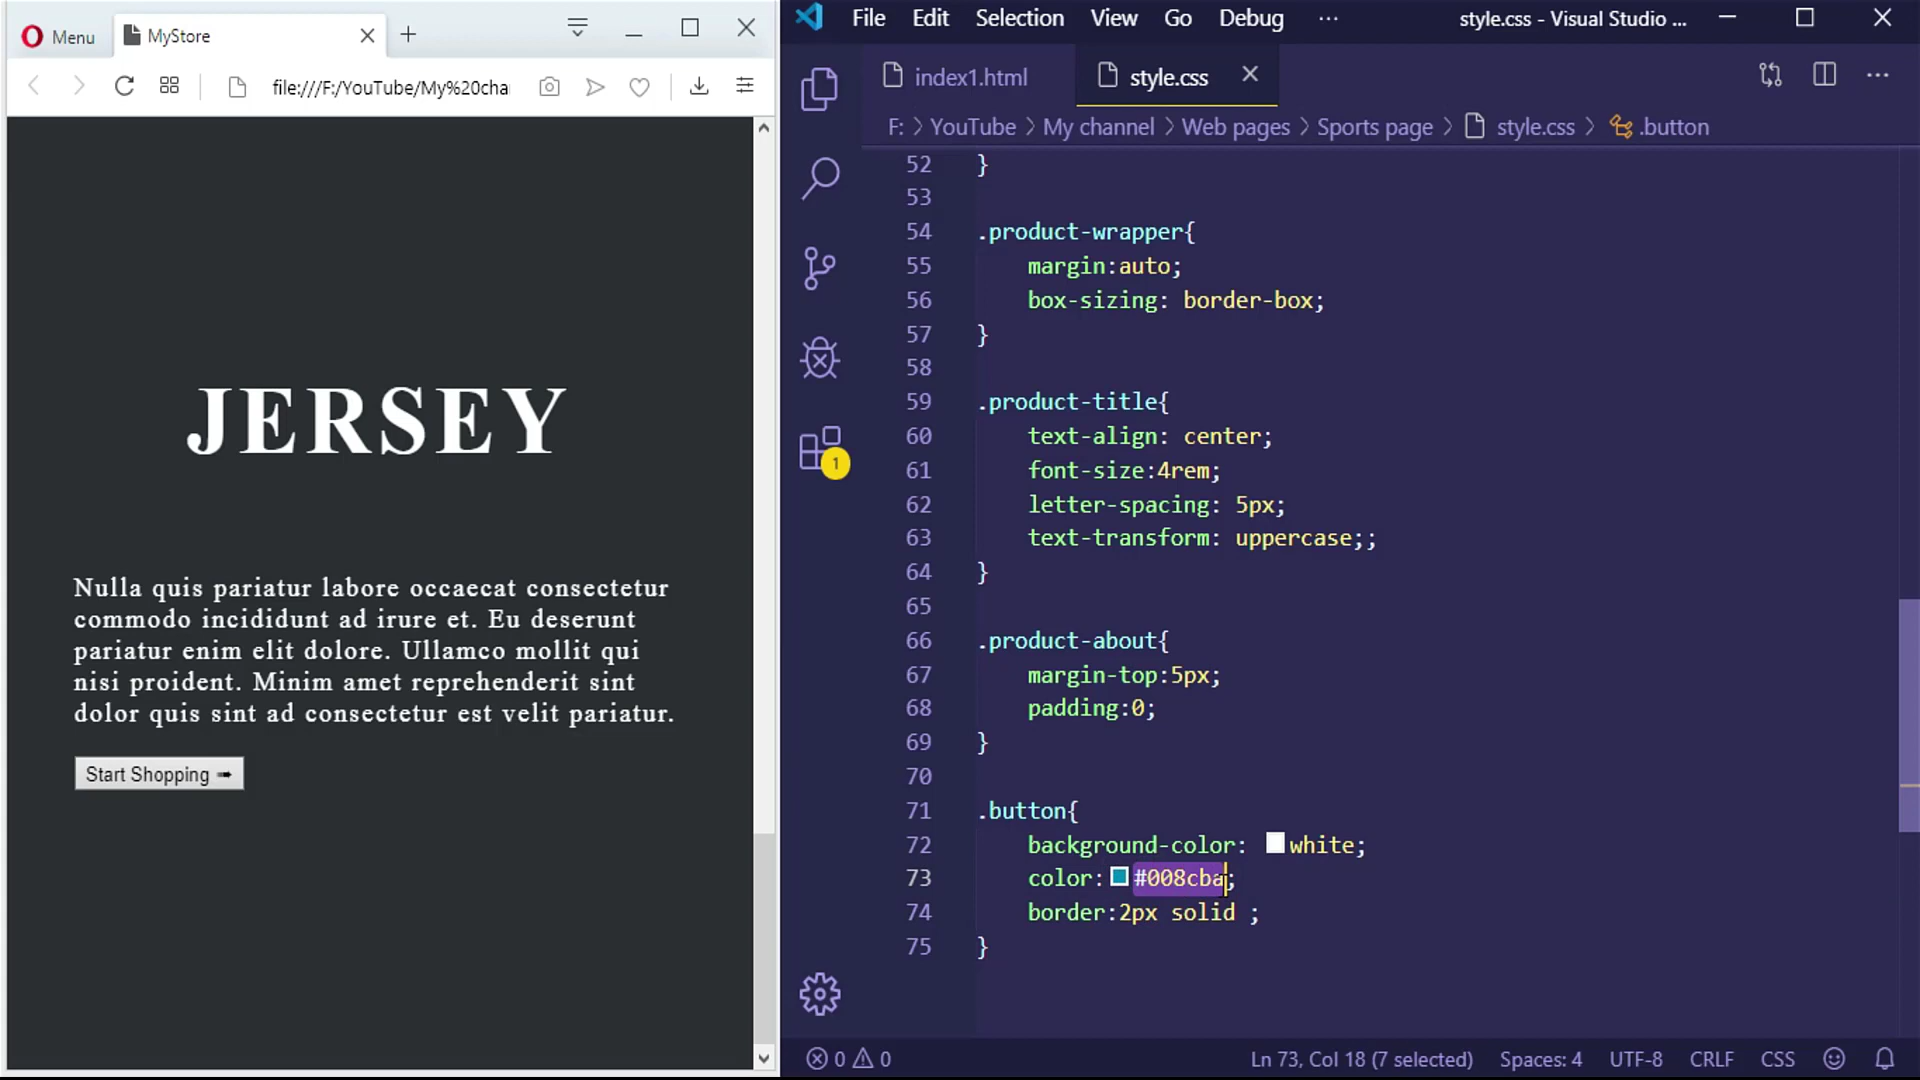 Menu
MyStore
file:///F:/YouTube/My%20cha
JERSEY
Nulla quis pariatur labore occaecat consectetur
commodo incididunt ad irure et. Eu deserunt
pariatur enim elit dolore. Ullamco mollit qui
nisi proident. Minim amet reprehenderit sint
dolor quis sint ad consectetur est velit pariatur.
Start Shopping ➨
File Edit Selection View Go Debug ··· style.css - Visual Studio ...
index1.html style.css
F: > YouTube > My channel > Web pages > Sports page > style.css > .button
1
52 }
53
54 .product-wrapper{
55 margin:auto;
56 box-sizing: border-box;
57 }
58
59 .product-title{
60 text-align: center;
61 font-size:4rem;
62 letter-spacing: 5px;
63 text-transform: uppercase;;
64 }
65
66 .product-about{
67 margin-top:5px;
68 padding:0;
69 }
70
71 .button{
72 background-color: white;
73 color:#008cba;
74 border:2px solid ;
75 }
0 0 Ln 73, Col 18 (7 selected) Spaces: 4 UTF-8 CRLF CSS